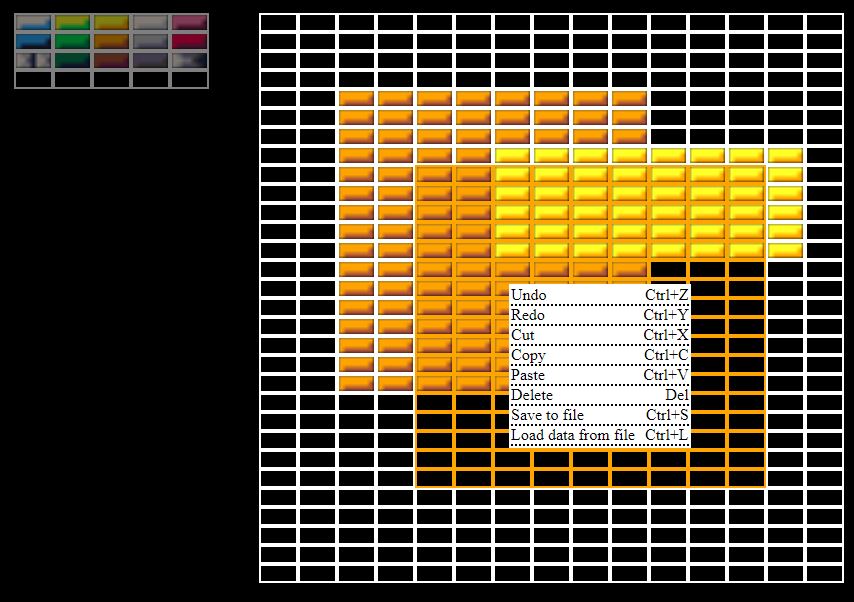 Undo Ctrl+Z
Redo Ctrl+Y
Cut Ctrl+X
Copy Ctrl+C
Paste Ctrl+V
Delete Del
Save to file Ctrl+S
Load data from file Ctrl+L